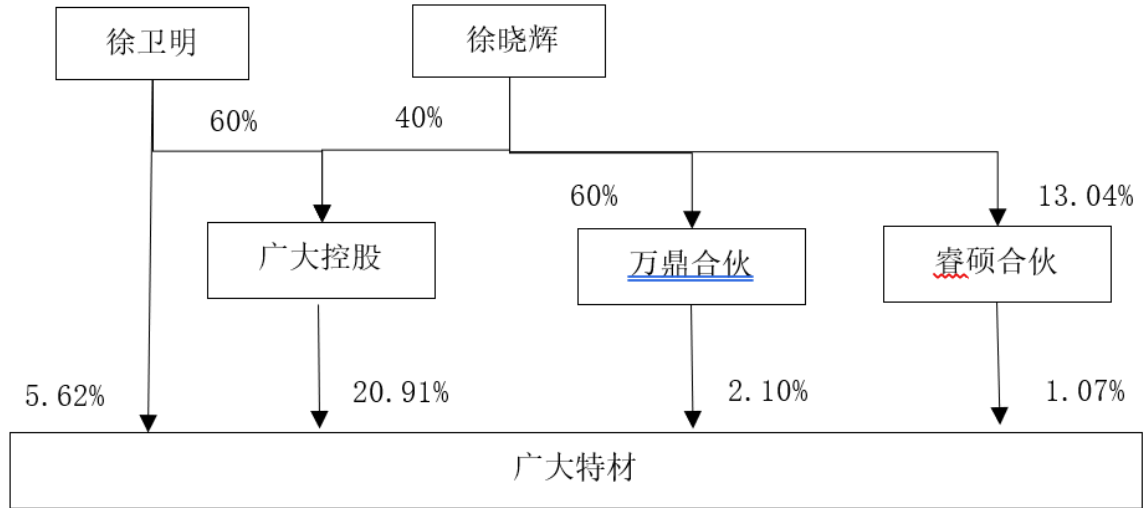 徐卫明
徐晓辉
60%
40%
60%
13.04%
广大控股
万鼎合伙
睿硕合伙
5.62%
20.91%
2.10%
1.07%
广大特材